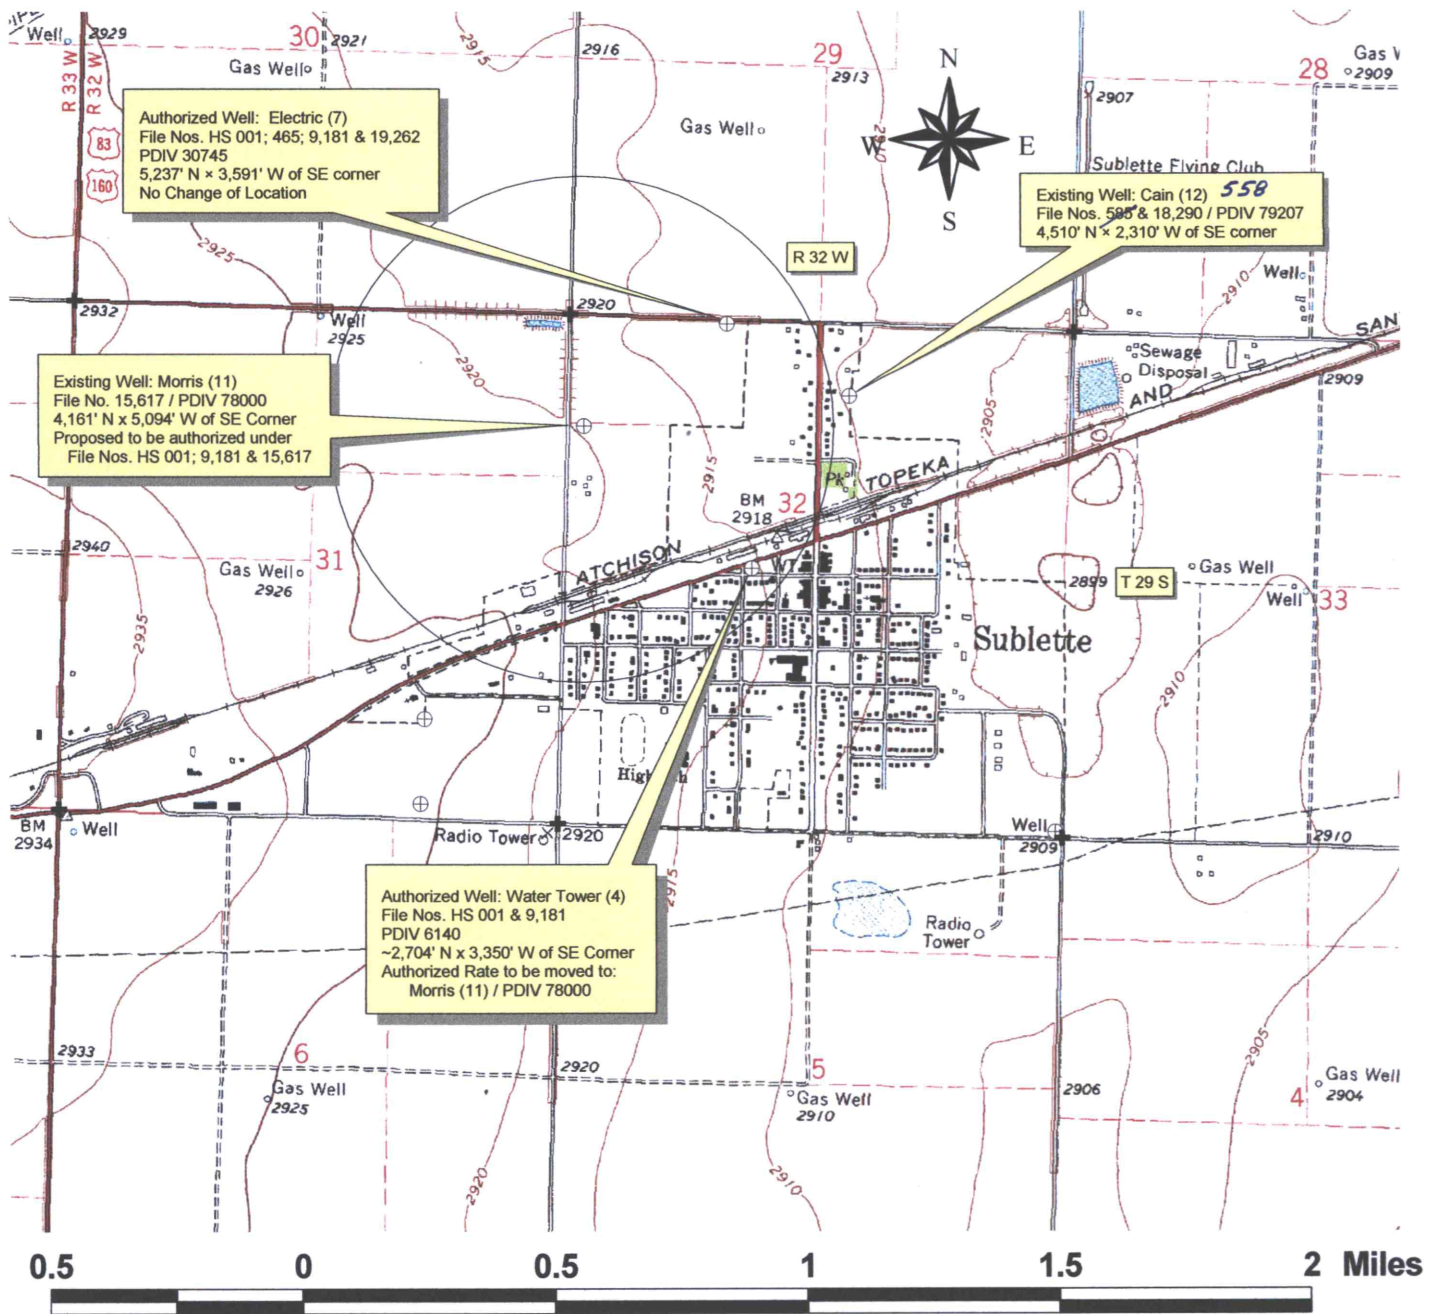 Well 2929
30
2921
2915
2916
29
2913
28
Gas W
2909
Gas Well
R 33 W
R 32 W
N
2907
Authorized Well: Electric (7)
File Nos. HS 001; 465; 9,181 & 19,262
PDIV 30745
5,237' N × 3,591' W of SE corner
No Change of Location
83
160
Gas Well
2910
W
E
S
Sublette Flying Club
Existing Well: Cain (12) 558
File Nos. 585 & 18,290 / PDIV 79207
4,510' N × 2,310' W of SE corner
2925
R 32 W
Well
2910
2932
Well
2925
2920
SAN
Sewage
Disposal
AND
2909
Existing Well: Morris (11)
File No. 15,617 / PDIV 78000
4,161' N x 5,094' W of SE Corner
Proposed to be authorized under
File Nos. HS 001; 9,181 & 15,617
2920
2905
2915
Pk
TOPEKA
BM
2918
32
2940
31
Gas Well
2926
ATCHISON
WT
2899
T 29 S
Gas Well
Well
33
2935
Sublette
2910
High Sch
BM
2934
Well
Radio Tower
2920
Well
2909
2910
2915
Authorized Well: Water Tower (4)
File Nos. HS 001 & 9,181
PDIV 6140
~2,704' N x 3,350' W of SE Corner
Authorized Rate to be moved to:
Morris (11) / PDIV 78000
Radio
Tower
2933
6
Gas Well
2925
2920
5
Gas Well
2910
2906
2905
4
Gas Well
2904
2920
2910
0.5 0 0.5 1 1.5 2 Miles